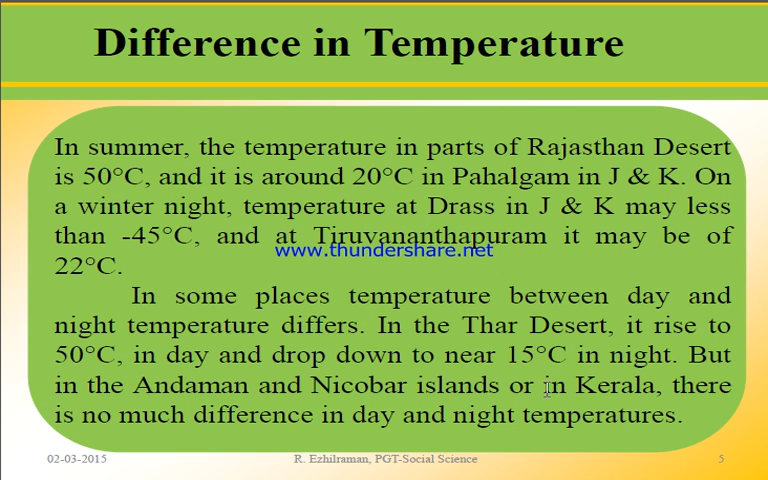 Difference in Temperature
In summer, the temperature in parts of Rajasthan Desert
is 50°C, and it is around 20°C in Pahalgam in J & K. On
a winter night, temperature at Drass in J & K may less
than -45°C, and at Tiruvananthapuram it may be of
www.thundershare.net
22°C.
In some places temperature between day and
night temperature differs. In the Thar Desert, it rise to
50°C, in day and drop down to near 15°C in night. But
in the Andaman and Nicobar islands or in Kerala, there
is no much difference in day and night temperatures.
02-03-2015 R. Ezhilraman, PGT-Social Science 5